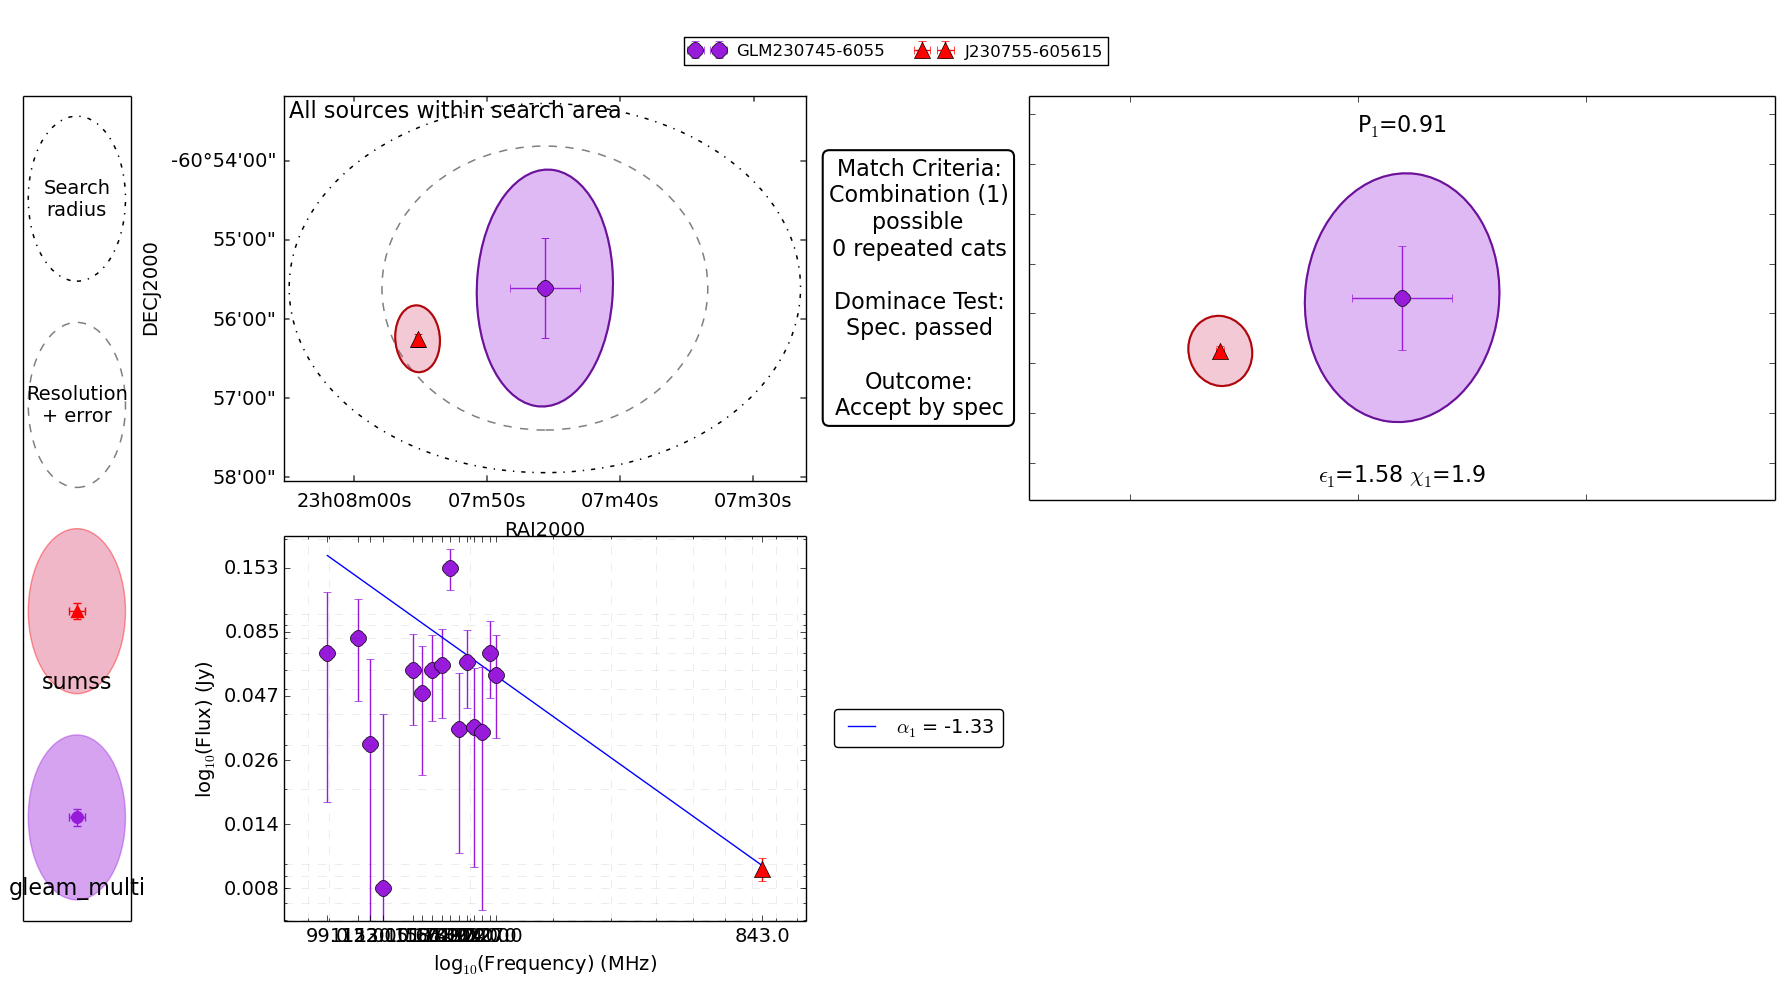 GLM230745-6055 J230755-605615
Search
radius
Resolution
+ error
sumss
gleam_multi
All sources within search area
DECJ2000
-60°54'00"
55'00"
56'00"
57'00"
58'00"
23h08m00s 07m50s 07m40s 07m30s
RAJ2000
Match Criteria:
Combination (1)
possible
0 repeated cats
Dominace Test:
Spec. passed
Outcome:
Accept by spec
P1=0.91
ϵ1=1.58 χ1=1.9
log10(Flux) (Jy)
0.153
0.085
0.047
0.026
0.014
0.008
843.0
log10(Frequency) (MHz)
α1 = -1.33